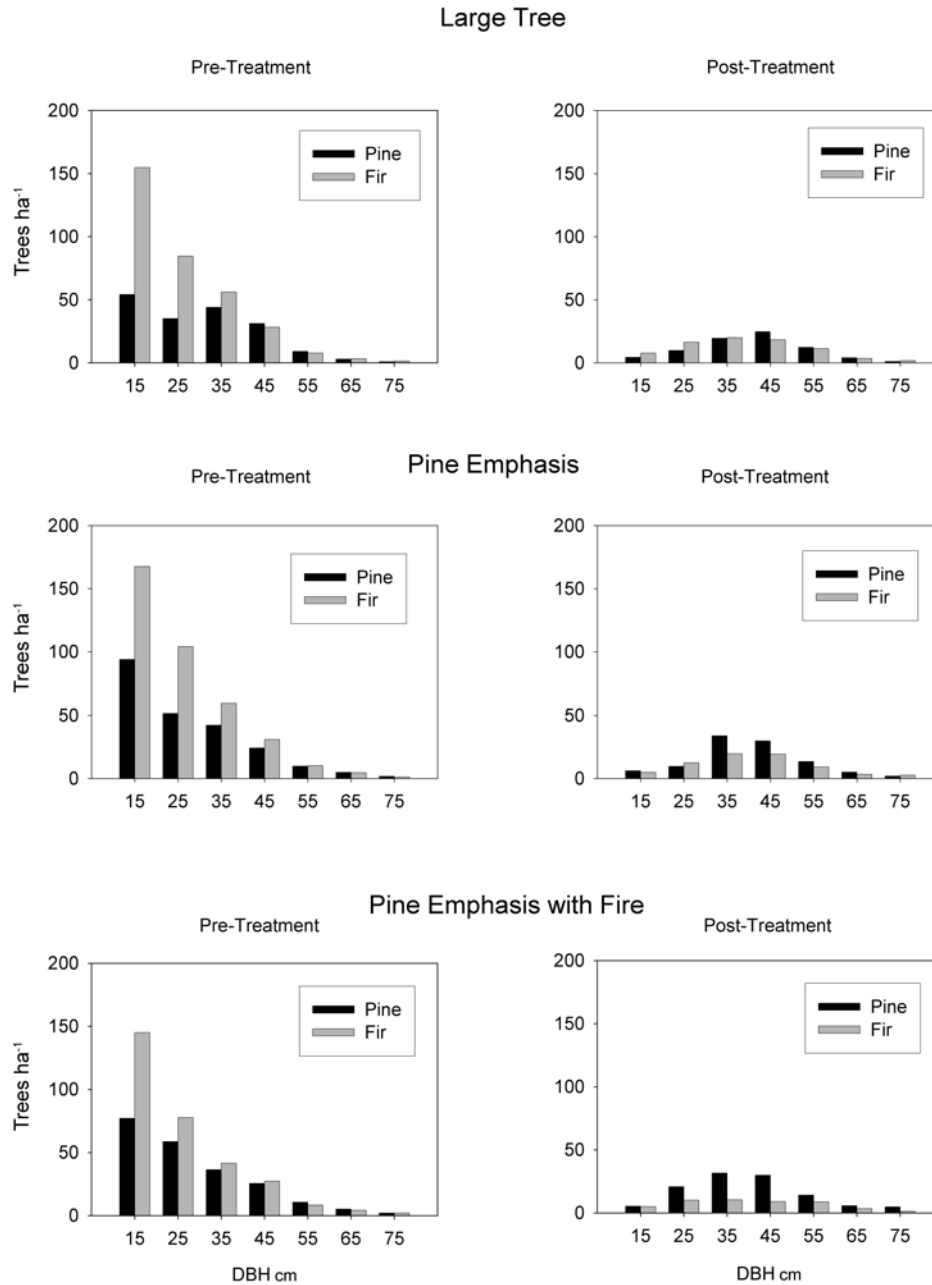 Large Tree
Pre-Treatment
Post-Treatment
200
150
100
50
0
Trees ha⁻¹
Pine
Fir
15 25 35 45 55 65 75
200
150
100
50
0
Pine
Fir
15 25 35 45 55 65 75
Pine Emphasis
Pre-Treatment
Post-Treatment
200
150
100
50
0
Trees ha⁻¹
Pine
Fir
15 25 35 45 55 65 75
200
150
100
50
0
Pine
Fir
15 25 35 45 55 65 75
Pine Emphasis with Fire
Pre-Treatment
Post-Treatment
200
150
100
50
0
Trees ha⁻¹
Pine
Fir
15 25 35 45 55 65 75
DBH cm
200
150
100
50
0
Pine
Fir
15 25 35 45 55 65 75
DBH cm